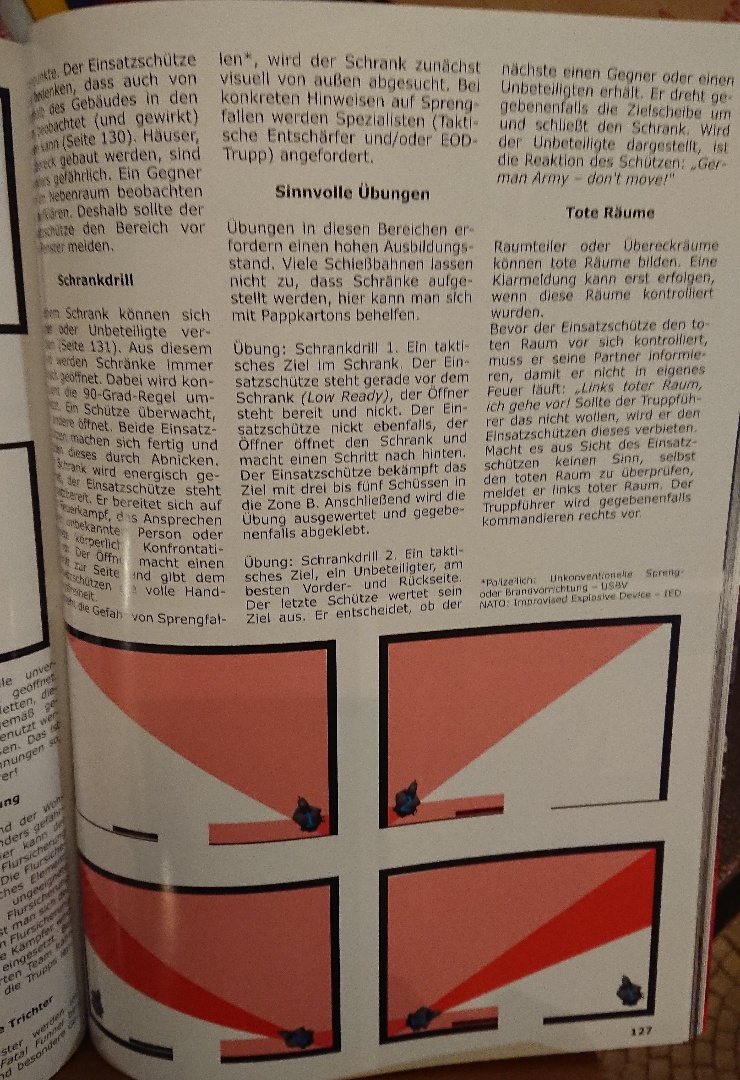 Der Einsatzschütze
dass auch von
des Gebäudes in den
(und gewirkt)
kann (Seite 130). Häuser,
gebaut werden, sind
gefährlich. Ein Gegner
Nebenraum beobachten
Deshalb sollte der
den Bereich vor
meiden.
Schrankdrill
Schrank können sich
oder Unbeteiligte ver-
(Seite 131). Aus diesem
werden Schränke immer
geöffnet. Dabei wird kon-
die 90-Grad-Regel um-
Ein Schütze überwacht,
öffnet. Beide Einsatz-
machen sich fertig und
dieses durch Abnicken.
Schrank wird energisch ge-
der Einsatzschütze steht
Er bereitet sich auf
das Ansprechen
Person oder
Konfrontati-
Der macht einen
zur Seite und gibt dem
volle Hand-
die Gefahr von Sprengfal-
len*, wird der Schrank zunächst
visuell von außen abgesucht. Bei
konkreten Hinweisen auf Spreng-
fallen werden Spezialisten (Takti-
sche Entschärfer und/oder EOD-
Trupp) angefordert.
Sinnvolle Übungen
Übungen in diesen Bereichen er-
fordern einen hohen Ausbildungs-
stand. Viele Schießbahnen lassen
nicht zu, dass Schränke aufge-
stellt werden, hier kann man sich
mit Pappkartons behelfen.
Übung: Schrankdrill 1. Ein takti-
sches Ziel im Schrank. Der Ein-
satzschütze steht gerade vor dem
Schrank (Low Ready), der Öffner
steht bereit und nickt. Der Ein-
satzschütze nickt ebenfalls, der
Öffner öffnet den Schrank und
macht einen Schritt nach hinten.
Der Einsatzschütze bekämpft das
Ziel mit drei bis fünf Schüssen in
die Zone B. Anschließend wird die
Übung ausgewertet und gegebe-
nenfalls abgeklebt.
Übung: Schrankdrill 2. Ein takti-
sches Ziel, ein Unbeteiligter, am
besten Vorder- und Rückseite.
Der letzte Schütze wertet sein
Ziel aus. Er entscheidet, ob der
nächste einen Gegner oder einen
Unbeteiligten erhält. Er dreht ge-
gebenenfalls die Zielscheibe um
und schließt den Schrank. Wird
der Unbeteiligte dargestellt, ist
die Reaktion des Schützen: „Ger-
man Army – don't move!"
Tote Räume
Raumteiler oder Übereckräume
können tote Räume bilden. Eine
Klarmeldung kann erst erfolgen,
wenn diese Räume kontrolliert
wurden.
Bevor der Einsatzschütze den to-
ten Raum vor sich kontrolliert,
muss er seine Partner informie-
ren, damit er nicht in eigenes
Feuer läuft: „Links toter Raum,
ich gehe vor! Sollte der Truppfüh-
rer das nicht wollen, wird er den
Einsatzschützen dieses verbieten.
Macht es aus Sicht des Einsatz-
schützen keinen Sinn, selbst
den toten Raum zu überprüfen,
meldet er links toter Raum. Der
Truppführer wird gegebenenfalls
kommandieren rechts vor.
*Polizeilich: Unkonventionelle Spreng-
oder Brandvorrichtung – USBV
NATO: Improvised Explosive Device – IED
127